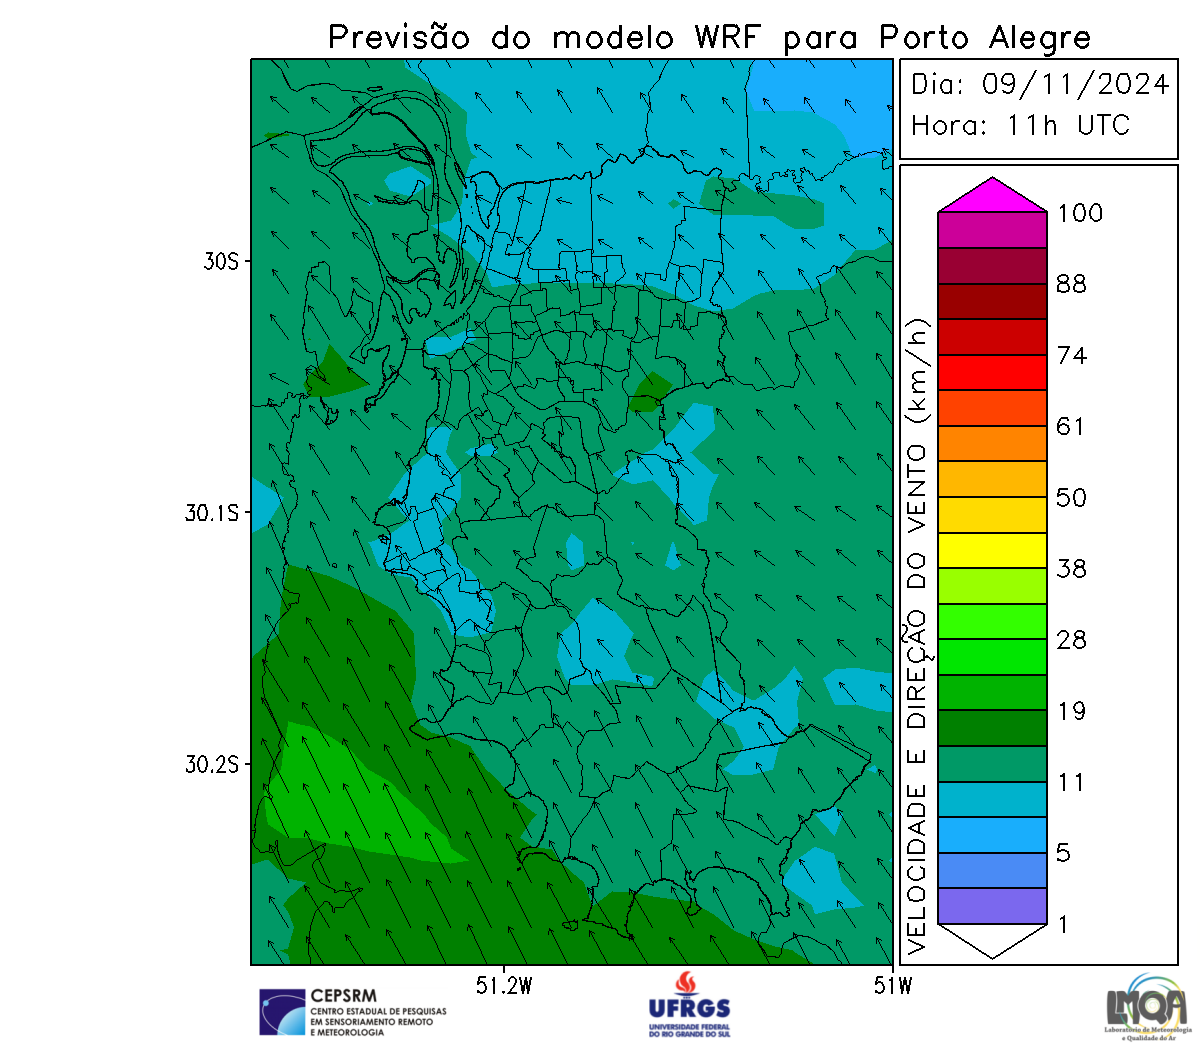 Previsão do modelo WRF para Porto Alegre
Dia: 09/11/2024
Hora: 11h UTC
VELOCIDADE E DIREÇÃO DO VENTO (km/h)
100
88
74
61
50
38
28
19
11
5
1
30S
30.1S
30.2S
51.2W
51W
CEPSRM
CENTRO ESTADUAL DE PESQUISAS
EM SENSORIAMENTO REMOTO
E METEOROLOGIA
UFRGS
UNIVERSIDADE FEDERAL
DO RIO GRANDE DO SUL
LMQA
Laboratório de Meteorologia
e Qualidade do Ar